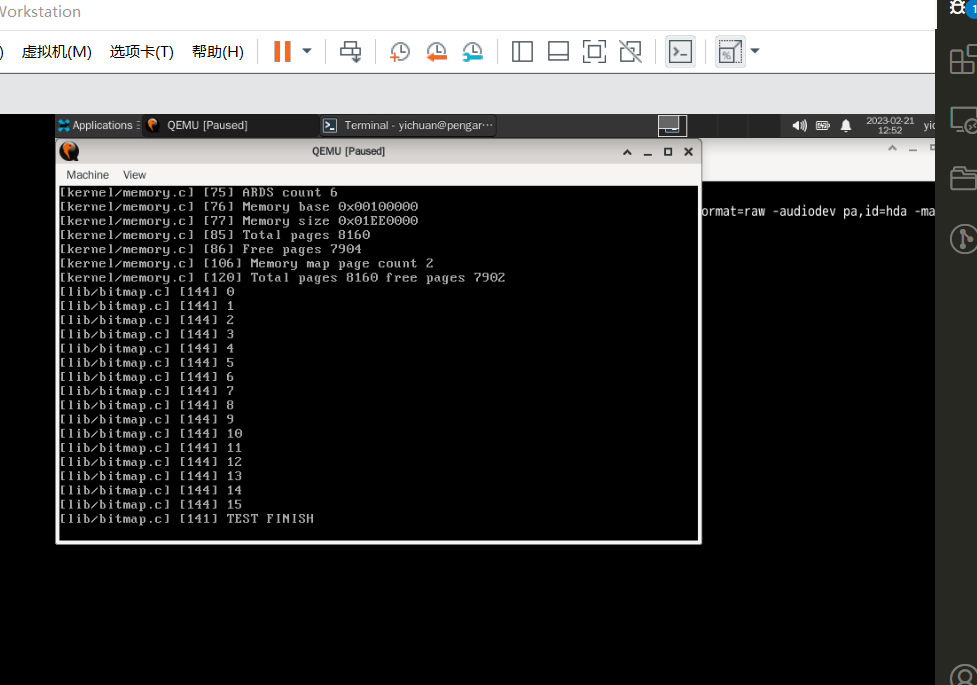 Workstation
) 虚拟机(M) 选项卡(T) 帮助(H)
1
Applications QEMU [Paused] Terminal - yichuan@pengar··· 2023-02-21
12:52
QEMU [Paused]
Machine View
[kernel/memory.c] [75] ARDS count 6
[kernel/memory.c] [76] Memory base 0x00100000
[kernel/memory.c] [77] Memory size 0x01EE0000
[kernel/memory.c] [85] Total pages 8160
[kernel/memory.c] [86] Free pages 7904
[kernel/memory.c] [106] Memory map page count 2
[kernel/memory.c] [120] Total pages 8160 free pages 7902
[lib/bitmap.c] [144] 0
[lib/bitmap.c] [144] 1
[lib/bitmap.c] [144] 2
[lib/bitmap.c] [144] 3
[lib/bitmap.c] [144] 4
[lib/bitmap.c] [144] 5
[lib/bitmap.c] [144] 6
[lib/bitmap.c] [144] 7
[lib/bitmap.c] [144] 8
[lib/bitmap.c] [144] 9
[lib/bitmap.c] [144] 10
[lib/bitmap.c] [144] 11
[lib/bitmap.c] [144] 12
[lib/bitmap.c] [144] 13
[lib/bitmap.c] [144] 14
[lib/bitmap.c] [144] 15
[lib/bitmap.c] [141] TEST FINISH
ormat=raw -audiodev pa,id=hda -ma